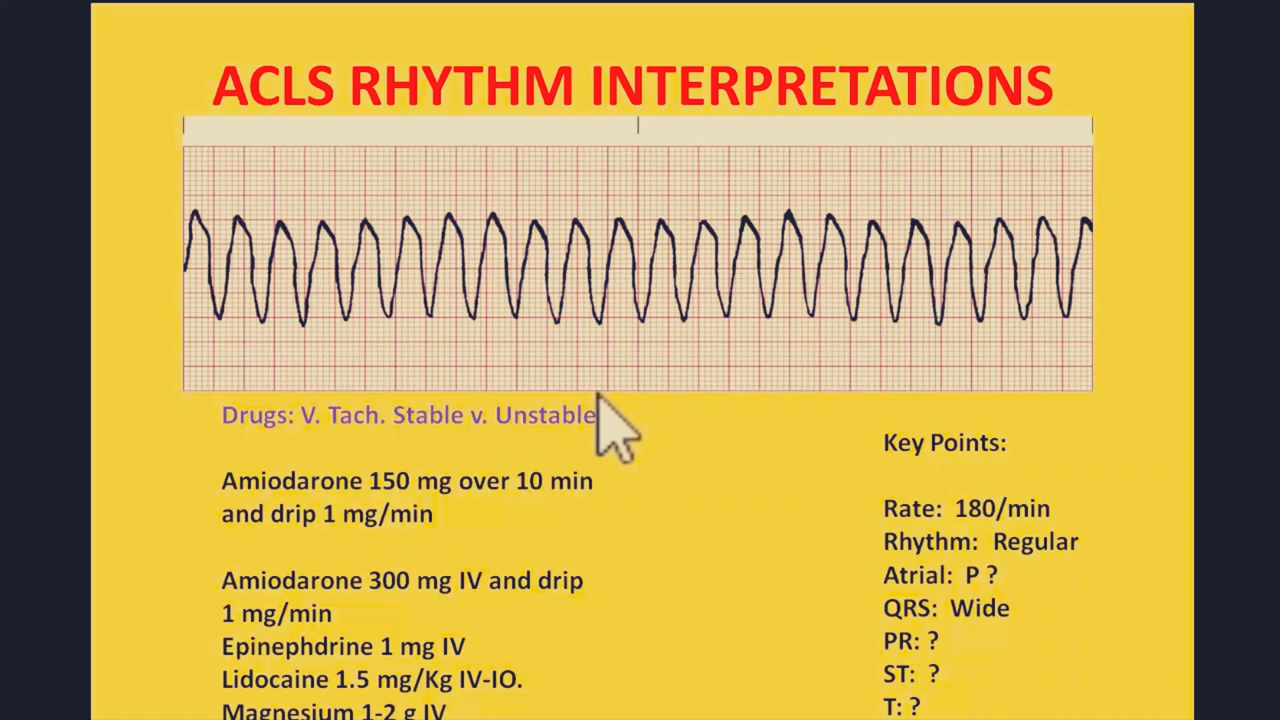 ACLS RHYTHM INTERPRETATIONS
Drugs: V. Tach. Stable v. Unstable
Amiodarone 150 mg over 10 min
and drip 1 mg/min
Amiodarone 300 mg IV and drip
1 mg/min
Epinephdrine 1 mg IV
Lidocaine 1.5 mg/Kg IV-IO.
Magnesium 1-2 g IV
Key Points:
Rate: 180/min
Rhythm: Regular
Atrial: P ?
QRS: Wide
PR: ?
ST: ?
T: ?